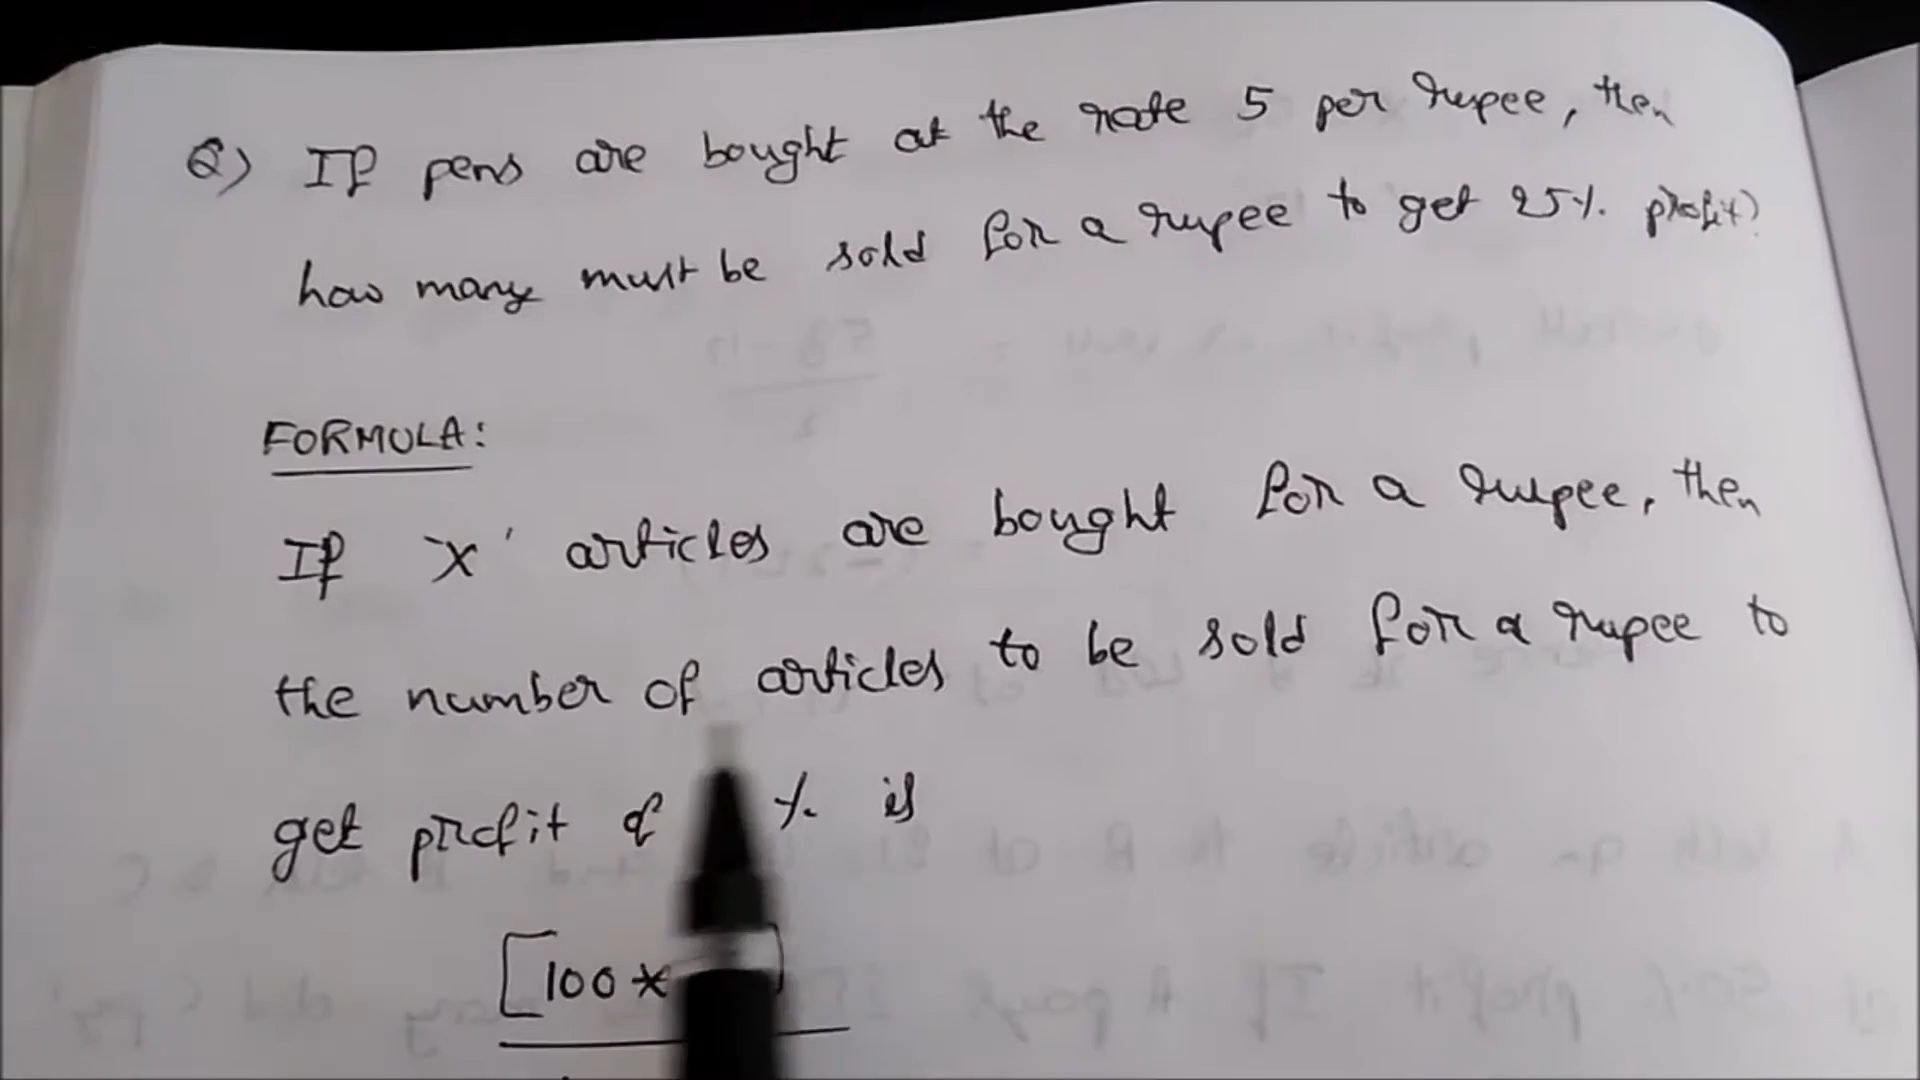 Q) If pens are bought at the rate 5 per rupee, then
how many must be sold for a rupee to get 25% profit?
FORMULA:
If 'x' articles are bought for a rupee, then
the number of articles to be sold for a rupee to
get profit of % is
[100*